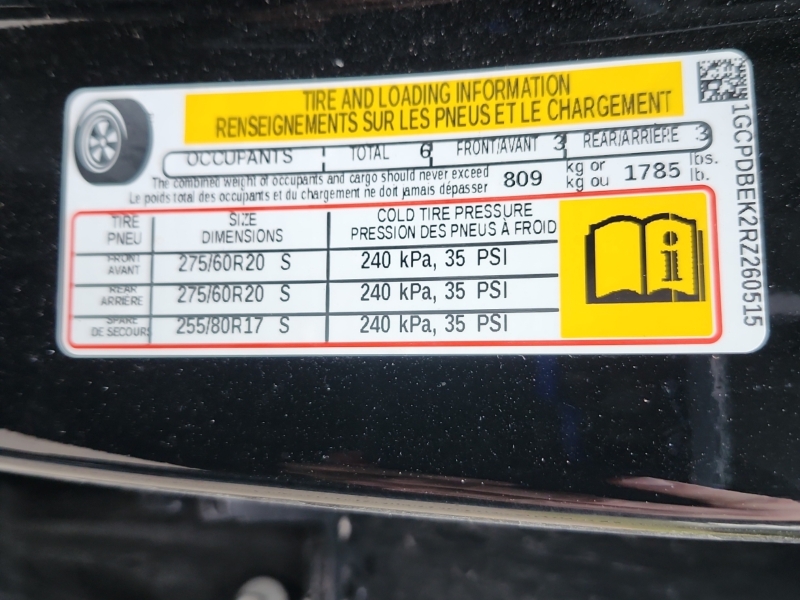 TIRE AND LOADING INFORMATION
RENSEIGNEMENTS SUR LES PNEUS ET LE CHARGEMENT
OCCUPANTS TOTAL 6 FRONT/AVANT 3 REAR/ARRIÈRE 3
The combined weight of occupants and cargo should never exceed 809 kg or 1785 lbs.
Le poids total des occupants et du chargement ne doit jamais dépasser kg ou lb.
TIRE SIZE COLD TIRE PRESSURE
PNEU DIMENSIONS PRESSION DES PNEUS À FROID
FRONT
AVANT 275/60R20 S 240 kPa, 35 PSI
REAR
ARRIÈRE 275/60R20 S 240 kPa, 35 PSI
SPARE
DE SECOURS 255/80R17 S 240 kPa, 35 PSI
i
1GCPDBEK2RZ260515